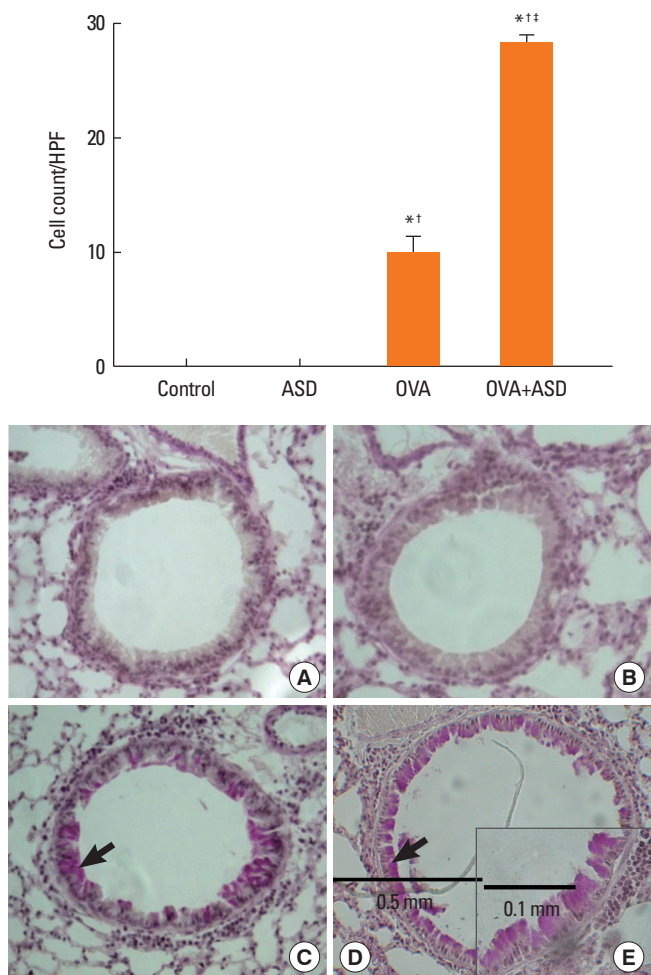 30
*†‡
20
Cell count/HPF
*†
10
0
Control ASD OVA OVA+ASD
A
B
0.5 mm
0.1 mm
C
D
E